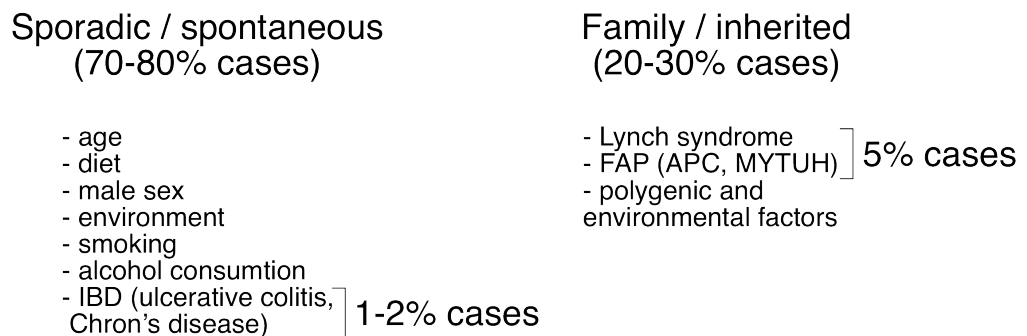 Sporadic / spontaneous
(70-80% cases)
- age
- diet
- male sex
- environment
- smoking
- alcohol consumtion
- IBD (ulcerative colitis,
Chron's disease)
1-2% cases
Family / inherited
(20-30% cases)
- Lynch syndrome
- FAP (APC, MYTUH)
5% cases
- polygenic and
environmental factors